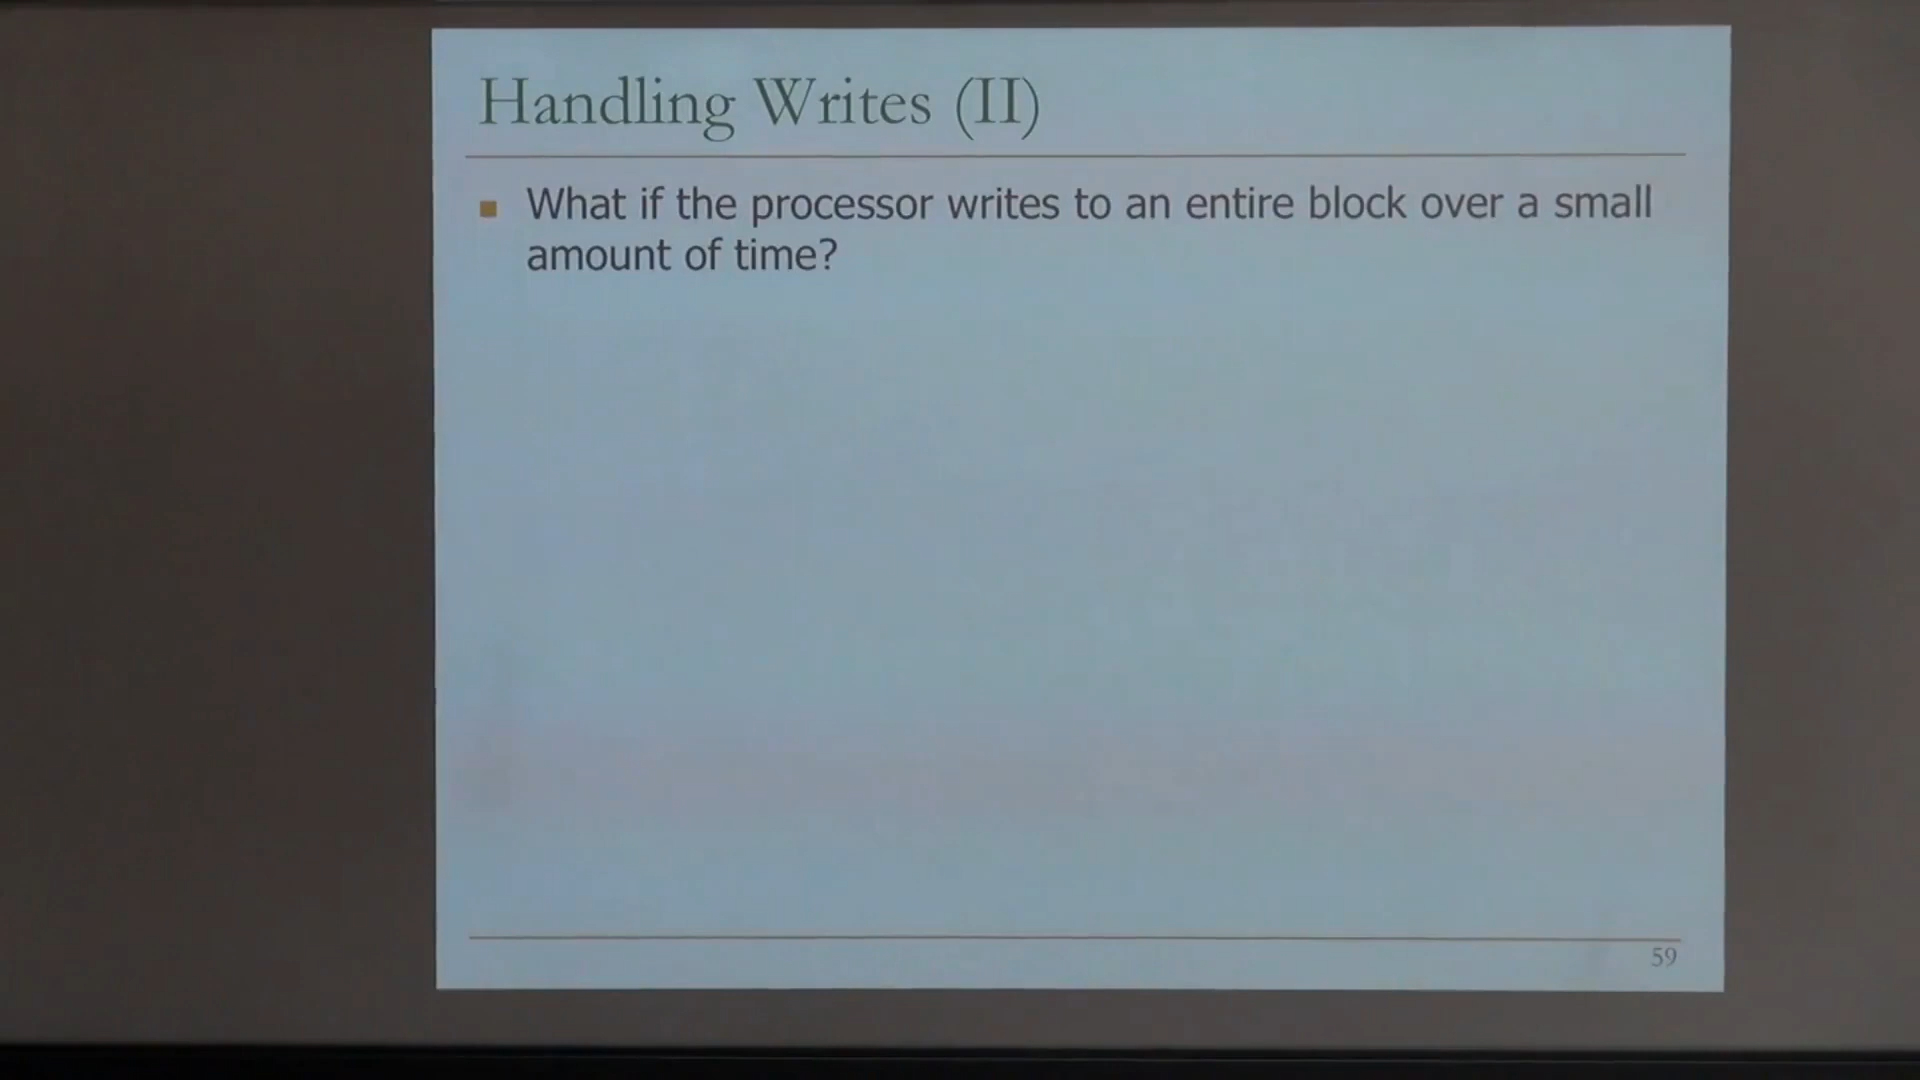 Handling Writes (II)
What if the processor writes to an entire block over a small
amount of time?
59